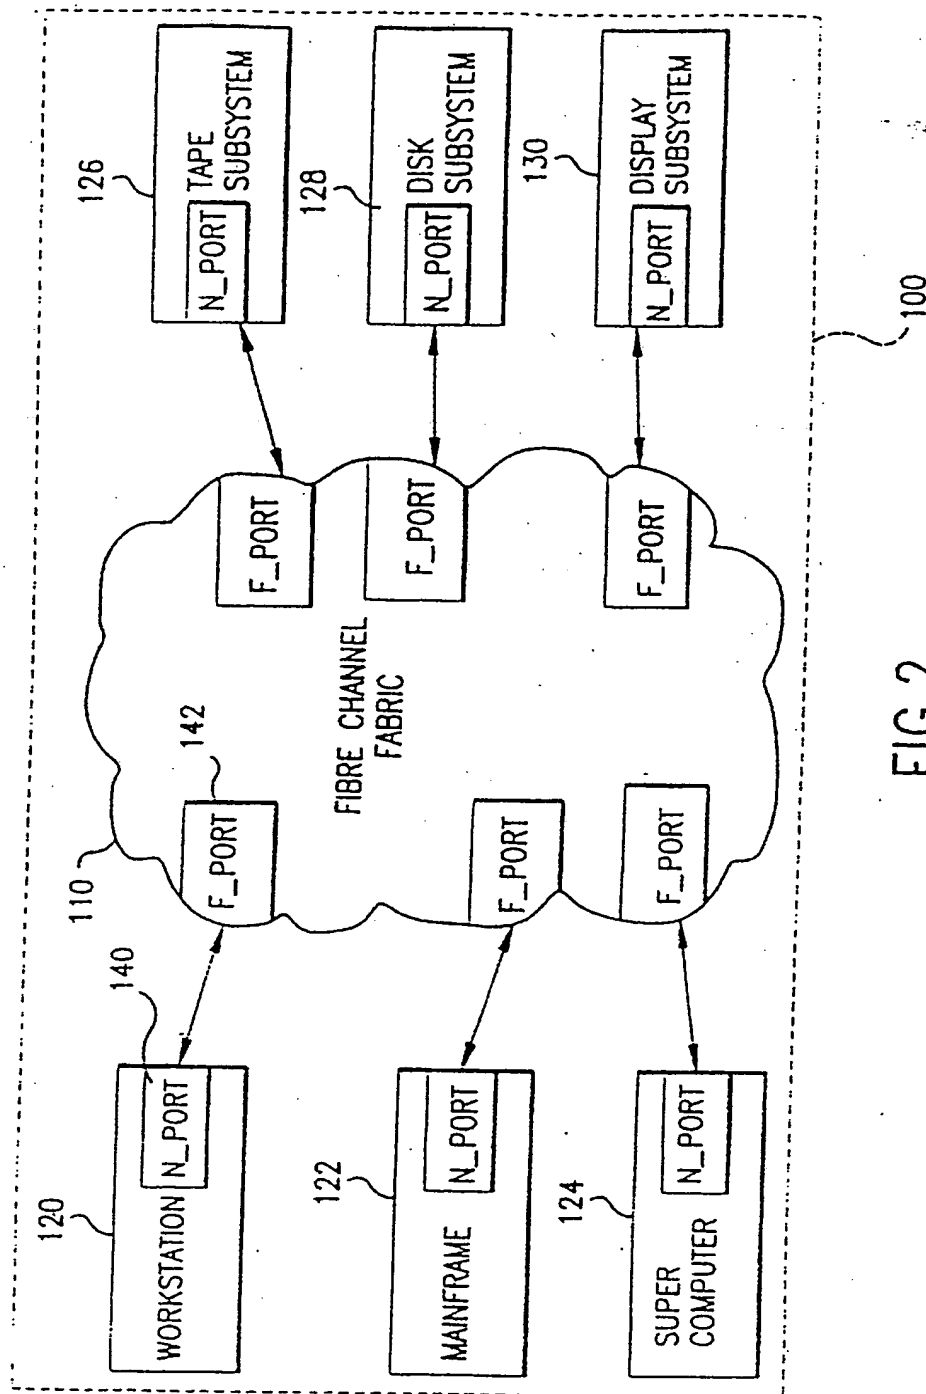 120
WORKSTATION
N_PORT
140
110
F_PORT
142
126
N_PORT
TAPE
SUBSYSTEM
F_PORT
FIBRE CHANNEL
FABRIC
122
MAINFRAME
N_PORT
F_PORT
F_PORT
128
N_PORT
DISK
SUBSYSTEM
124
SUPER
COMPUTER
N_PORT
F_PORT
F_PORT
130
N_PORT
DISPLAY
SUBSYSTEM
100
FIG.2